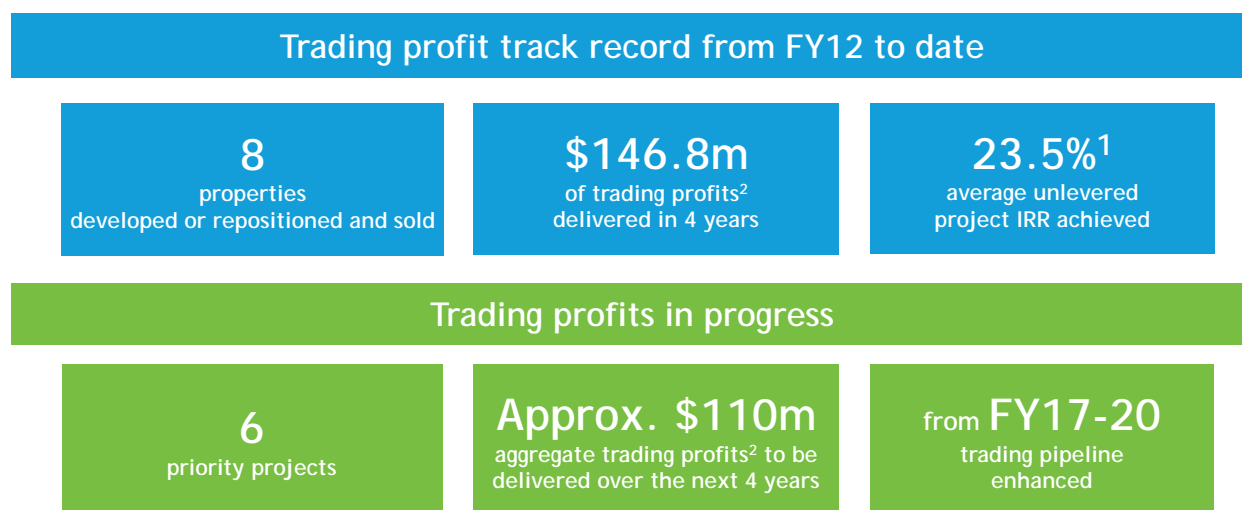 Trading profit track record from FY12 to date
8
properties
developed or repositioned and sold
$146.8m
of trading profits²
delivered in 4 years
23.5%¹
average unlevered
project IRR achieved
Trading profits in progress
6
priority projects
Approx. $110m
aggregate trading profits² to be
delivered over the next 4 years
from FY17-20
trading pipeline
enhanced